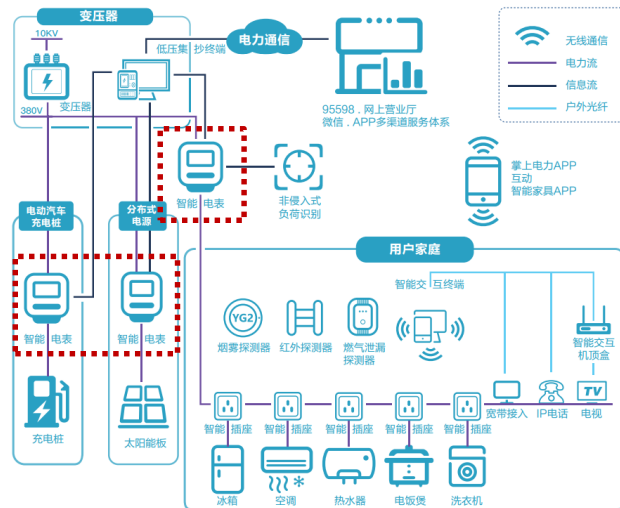 变压器
10KV
低压集 抄终端
电力通信
变压器
380V
95598．网上营业厅
微信．APP多渠道服务体系
无线通信
电力流
信息流
户外光纤
掌上电力APP
互动
智能家具APP
智能 电表
非侵入式
负荷识别
电动汽车
充电桩
分布式
电源
智能 电表
智能 电表
充电桩
太阳能板
用户家庭
智能交 互终端
YG2
烟雾探测器
红外探测器
燃气泄漏
探测器
智能交互
机顶盒
TV
智能 插座
智能 插座
智能 插座
智能 插座
智能 插座
宽带接入
IP电话
电视
冰箱
空调
热水器
电饭煲
洗衣机